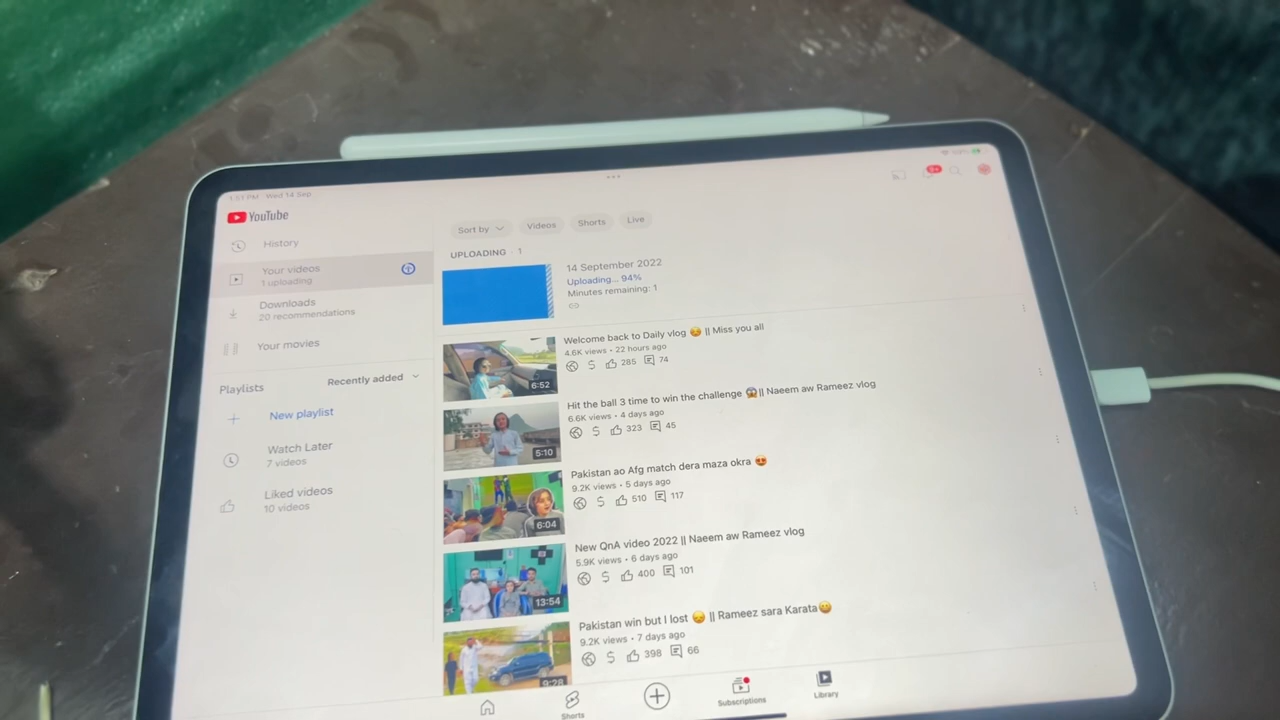 1:51 PM Wed 14 Sep
YouTube
History
Your videos
1 uploading
Downloads
20 recommendations
Your movies
Playlists
Recently added
New playlist
Watch Later
7 videos
Liked videos
10 videos
9+
Sort by
Videos
Shorts
Live
UPLOADING · 1
14 September 2022
Uploading... 94%
Minutes remaining: 1
Welcome back to Daily vlog 😴 || Miss you all
4.6K views • 22 hours ago
285
74
6:52
Hit the ball 3 time to win the challenge 😱|| Naeem aw Rameez vlog
6.6K views • 4 days ago
323
45
5:10
Pakistan ao Afg match dera maza okra 😍
9.2K views • 5 days ago
510
117
6:04
New QnA video 2022 || Naeem aw Rameez vlog
5.9K views • 6 days ago
400
101
13:54
Pakistan win but I lost 😞 || Rameez sara Karata😀
9.2K views • 7 days ago
398
66
9:28
Shorts
Subscriptions
Library